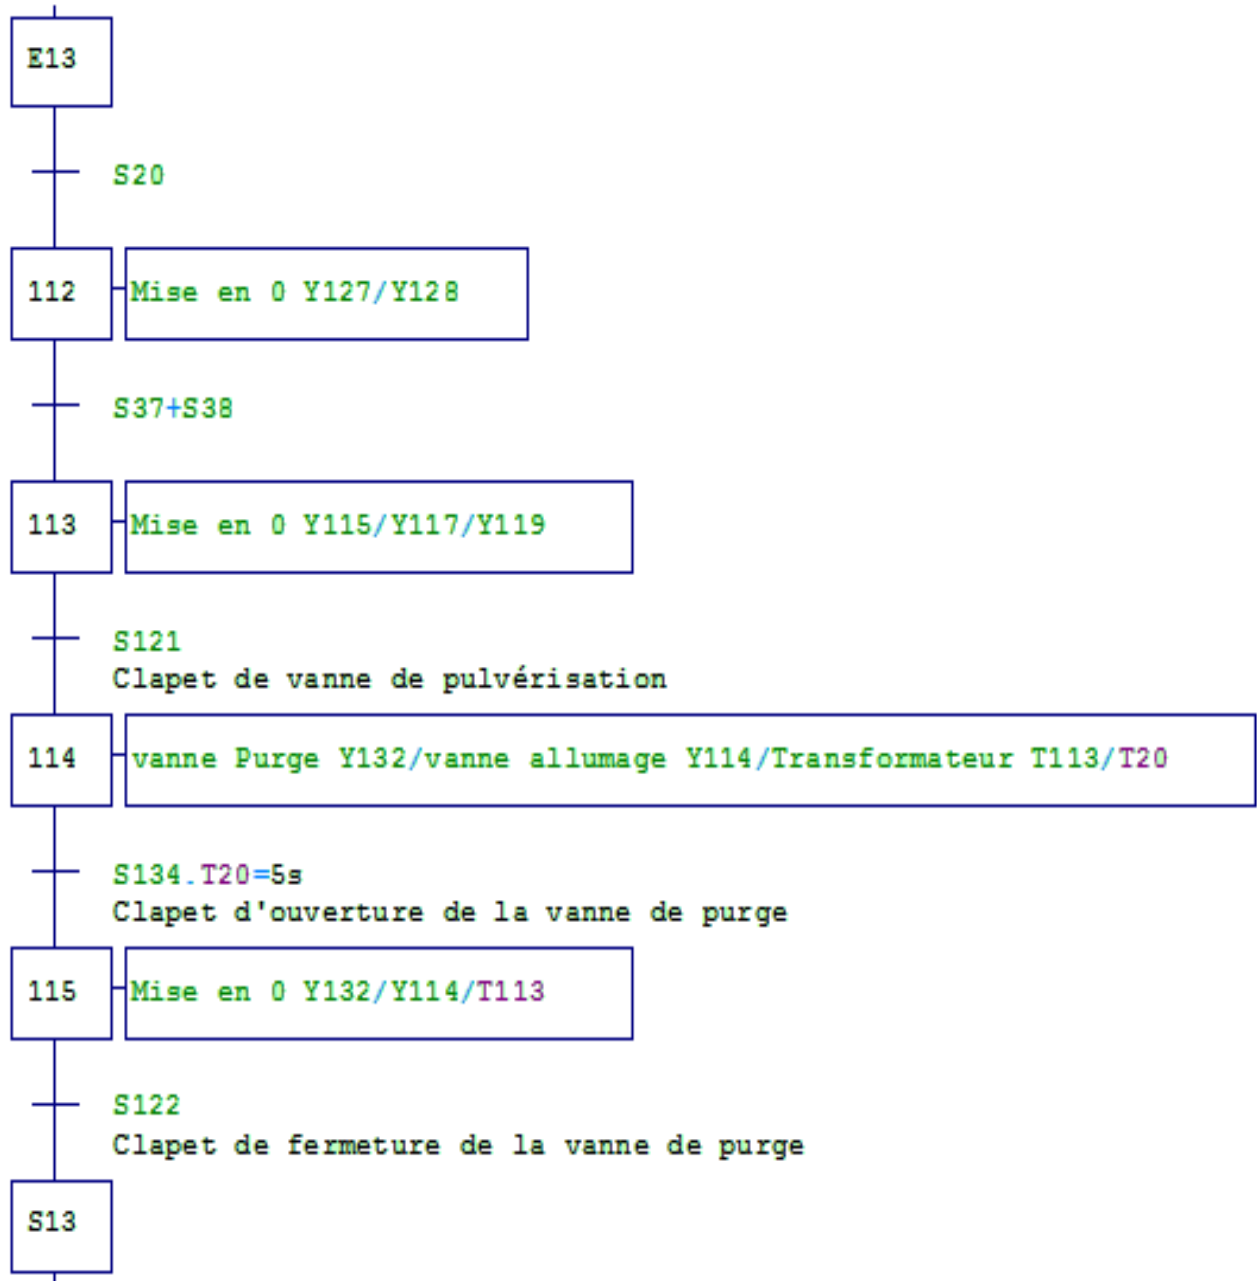 E13
S20
112 Mise en 0 Y127/Y128
S37+S38
113 Mise en 0 Y115/Y117/Y119
S121
Clapet de vanne de pulvérisation
114 vanne Purge Y132/vanne allumage Y114/Transformateur T113/T20
S134.T20=5s
Clapet d'ouverture de la vanne de purge
115 Mise en 0 Y132/Y114/T113
S122
Clapet de fermeture de la vanne de purge
S13